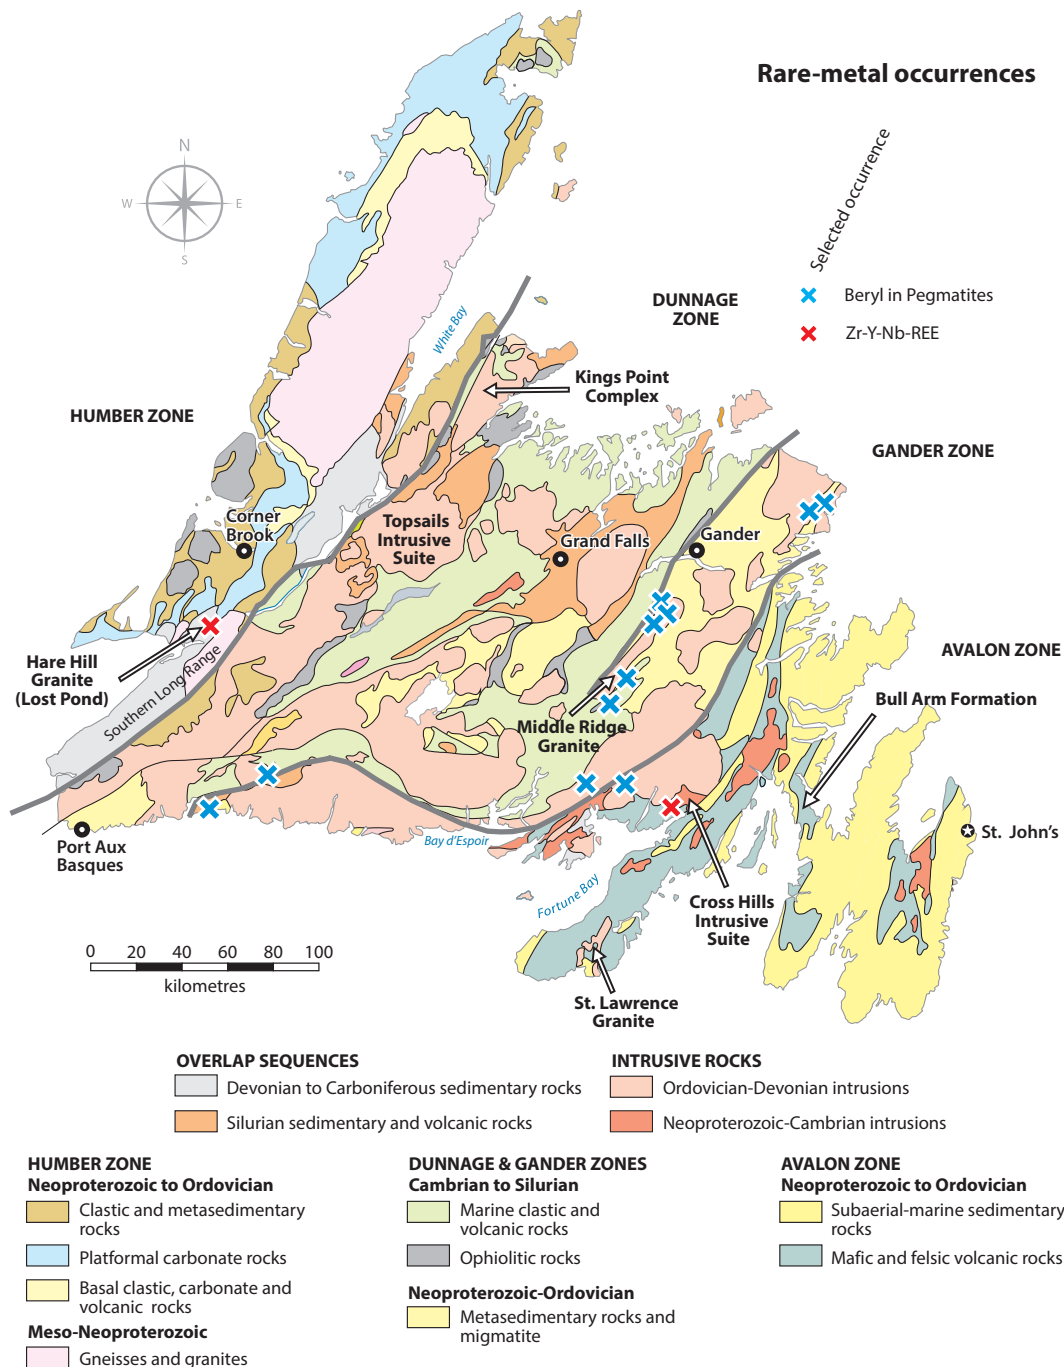 Rare-metal occurrences
Selected occurrence
Beryl in Pegmatites
Zr-Y-Nb-REE
N
W
E
S
DUNNAGE
ZONE
White Bay
Kings Point
Complex
HUMBER ZONE
GANDER ZONE
Corner
Brook
Topsails
Intrusive
Suite
Grand Falls
Gander
Hare Hill
Granite
(Lost Pond)
Southern Long Range
AVALON ZONE
Bull Arm Formation
Middle Ridge
Granite
St. John's
Port Aux
Basques
Bay d'Espoir
Fortune Bay
Cross Hills
Intrusive
Suite
St. Lawrence
Granite
0 20 40 60 80 100
kilometres
OVERLAP SEQUENCES
Devonian to Carboniferous sedimentary rocks
Silurian sedimentary and volcanic rocks
INTRUSIVE ROCKS
Ordovician-Devonian intrusions
Neoproterozoic-Cambrian intrusions
HUMBER ZONE
Neoproterozoic to Ordovician
Clastic and metasedimentary
rocks
Platformal carbonate rocks
Basal clastic, carbonate and
volcanic rocks
Meso-Neoproterozoic
Gneisses and granites
DUNNAGE & GANDER ZONES
Cambrian to Silurian
Marine clastic and
volcanic rocks
Ophiolitic rocks
Neoproterozoic-Ordovician
Metasedimentary rocks and
migmatite
AVALON ZONE
Neoproterozoic to Ordovician
Subaerial-marine sedimentary
rocks
Mafic and felsic volcanic rocks